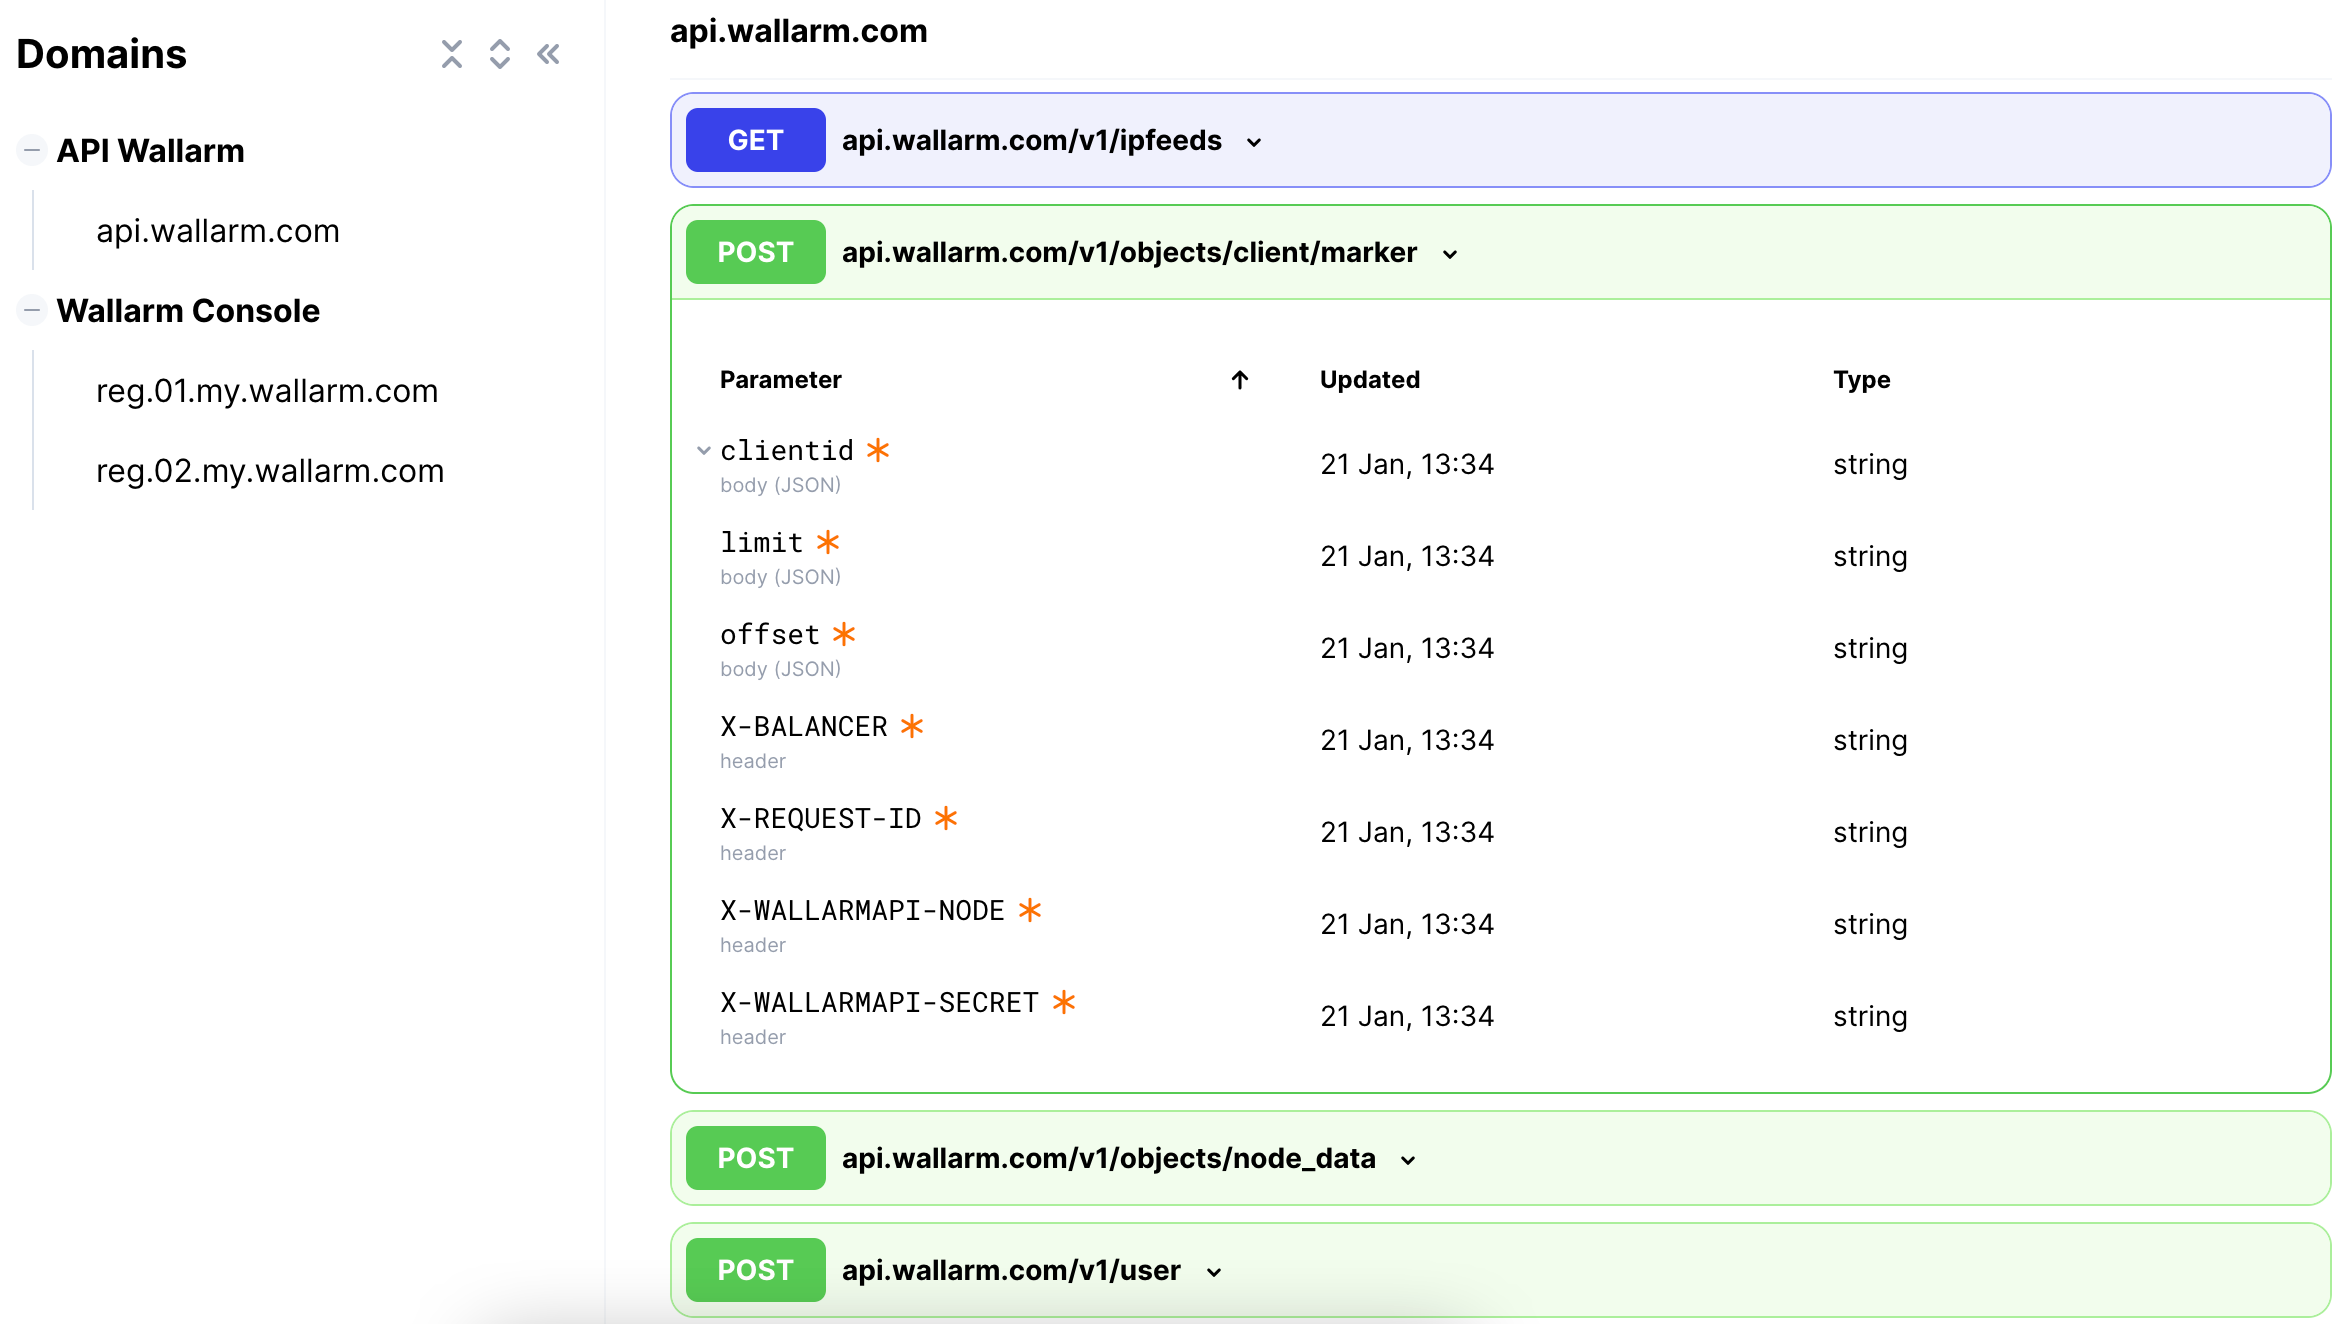 Domains
API Wallarm
api.wallarm.com
Wallarm Console
reg.01.my.wallarm.com
reg.02.my.wallarm.com
api.wallarm.com
GET api.wallarm.com/v1/ipfeeds
POST api.wallarm.com/v1/objects/client/marker
Parameter Updated Type
clientid * 21 Jan, 13:34 string
body (JSON)
limit * 21 Jan, 13:34 string
body (JSON)
offset * 21 Jan, 13:34 string
body (JSON)
X-BALANCER * 21 Jan, 13:34 string
header
X-REQUEST-ID * 21 Jan, 13:34 string
header
X-WALLARMAPI-NODE * 21 Jan, 13:34 string
header
X-WALLARMAPI-SECRET * 21 Jan, 13:34 string
header
POST api.wallarm.com/v1/objects/node_data
POST api.wallarm.com/v1/user